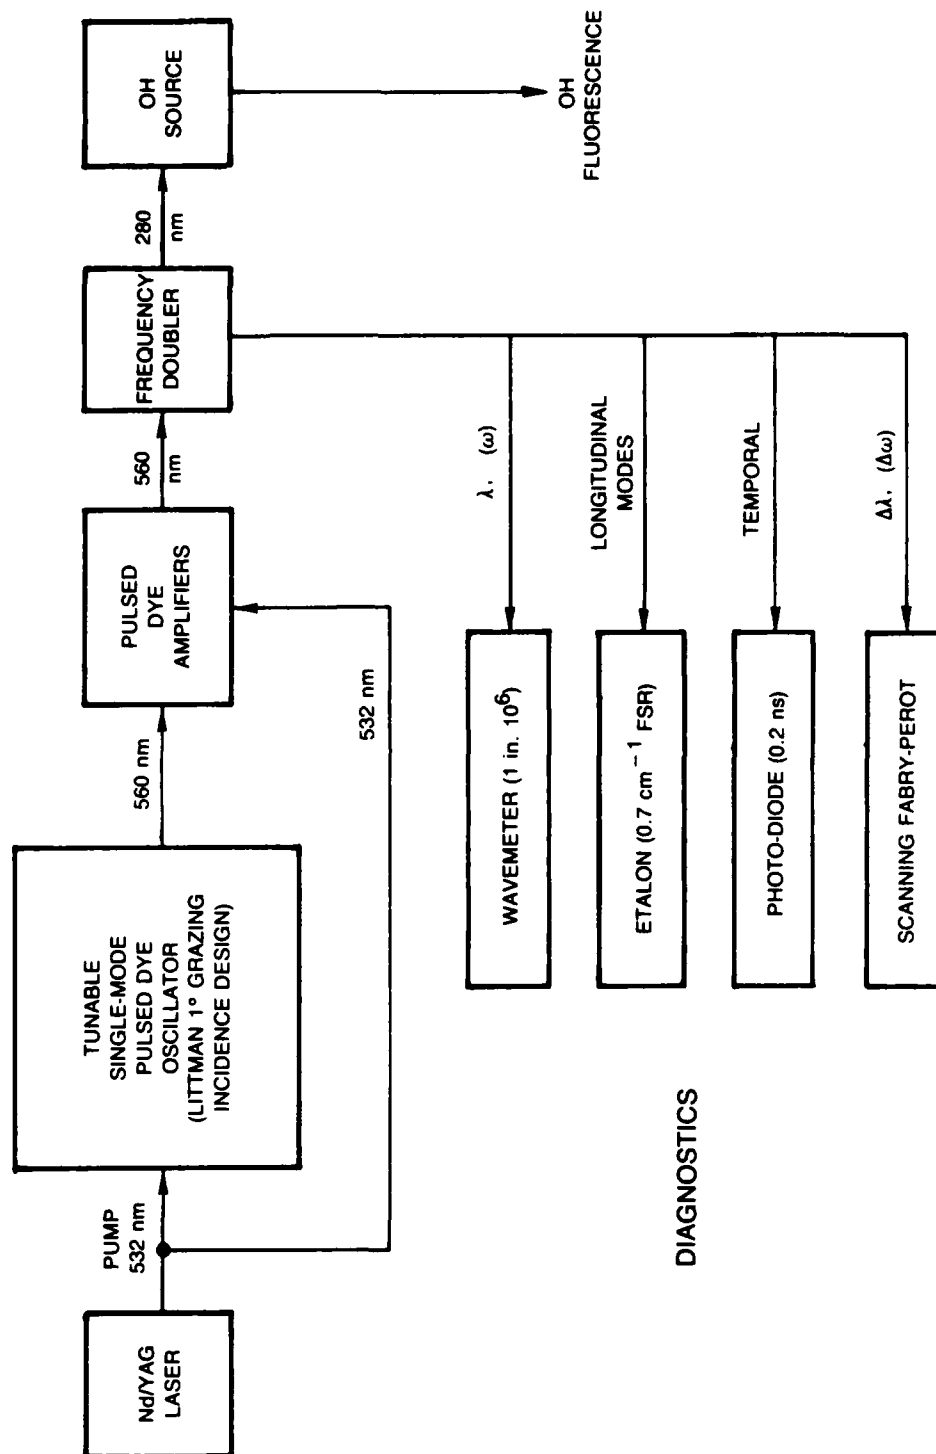 Nd/YAG
LASER
PUMP
532 nm
TUNABLE
SINGLE-MODE
PULSED DYE
OSCILLATOR
(LITTMAN 1° GRAZING
INCIDENCE DESIGN)
560 nm
PULSED
DYE
AMPLIFIERS
532 nm
560
nm
FREQUENCY
DOUBLER
280
nm
OH
SOURCE
OH
FLUORESCENCE
DIAGNOSTICS
WAVEMETER (1 in. 10⁶)
λ, (ω)
ETALON (0.7 cm⁻¹ FSR)
LONGITUDINAL
MODES
PHOTO-DIODE (0.2 ns)
TEMPORAL
SCANNING FABRY-PEROT
Δλ, (Δω)